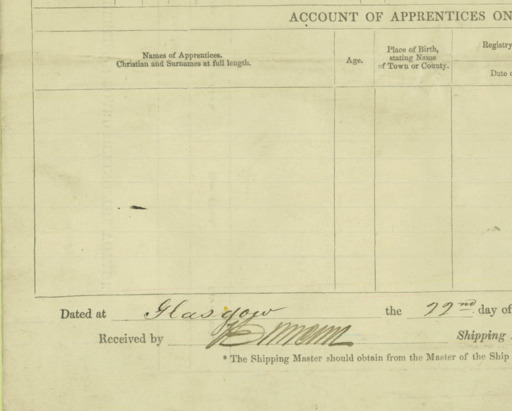 ACCOUNT OF APPRENTICES ON
Names of Apprentices.
Christian and Surnames at full length.
Age.
Place of Birth,
stating Name
of Town or County.
Registry
Date
Dated at Glasgow the 22nd day of
Received by Shipping
* The Shipping Master should obtain from the Master of the Ship